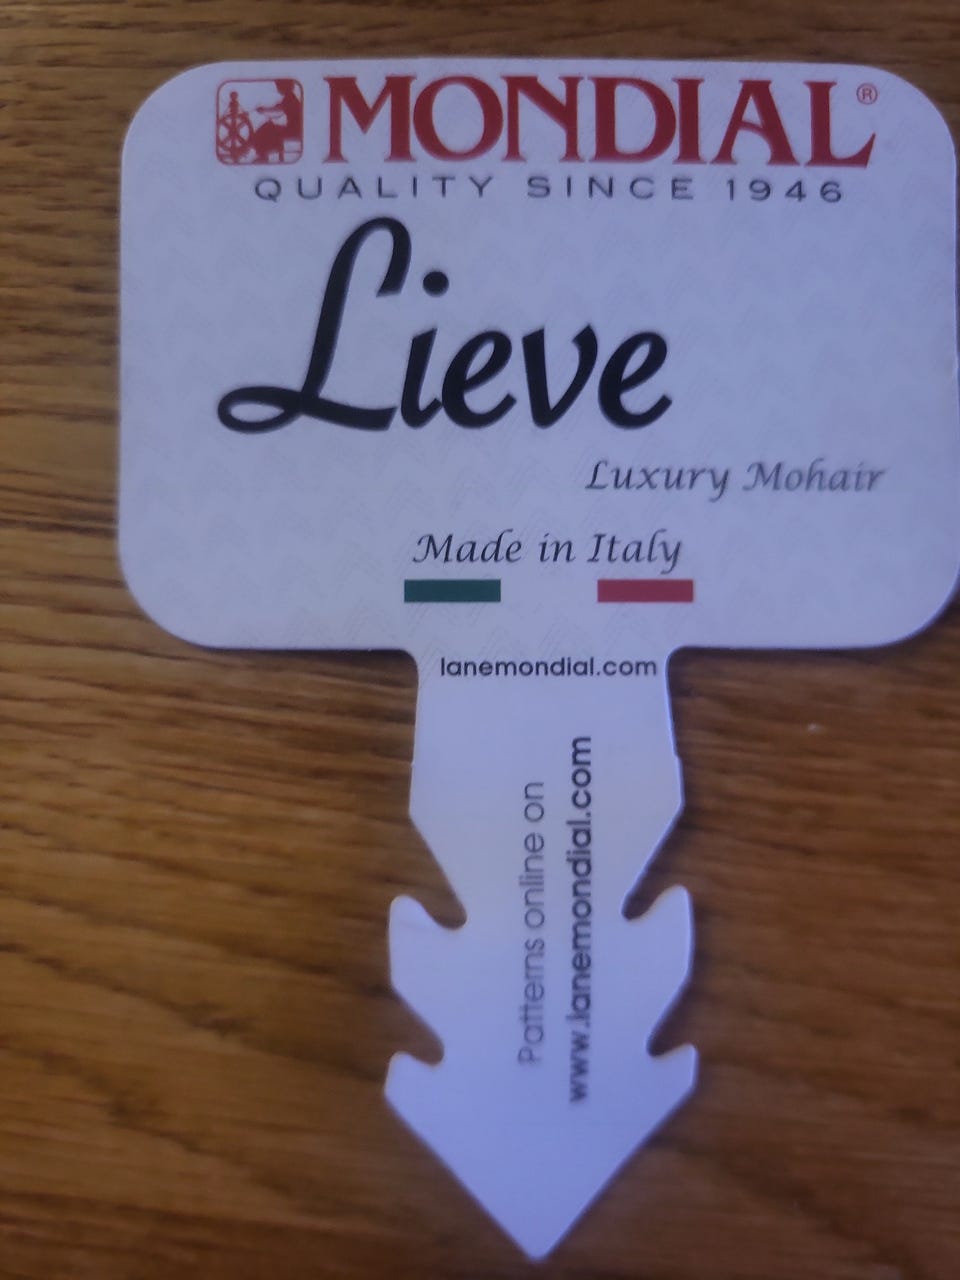 MONDIAL®
QUALITY SINCE 1946
Lieve
Luxury Mohair
Made in Italy
lanemondial.com
Patterns online on
www.lanemondial.com